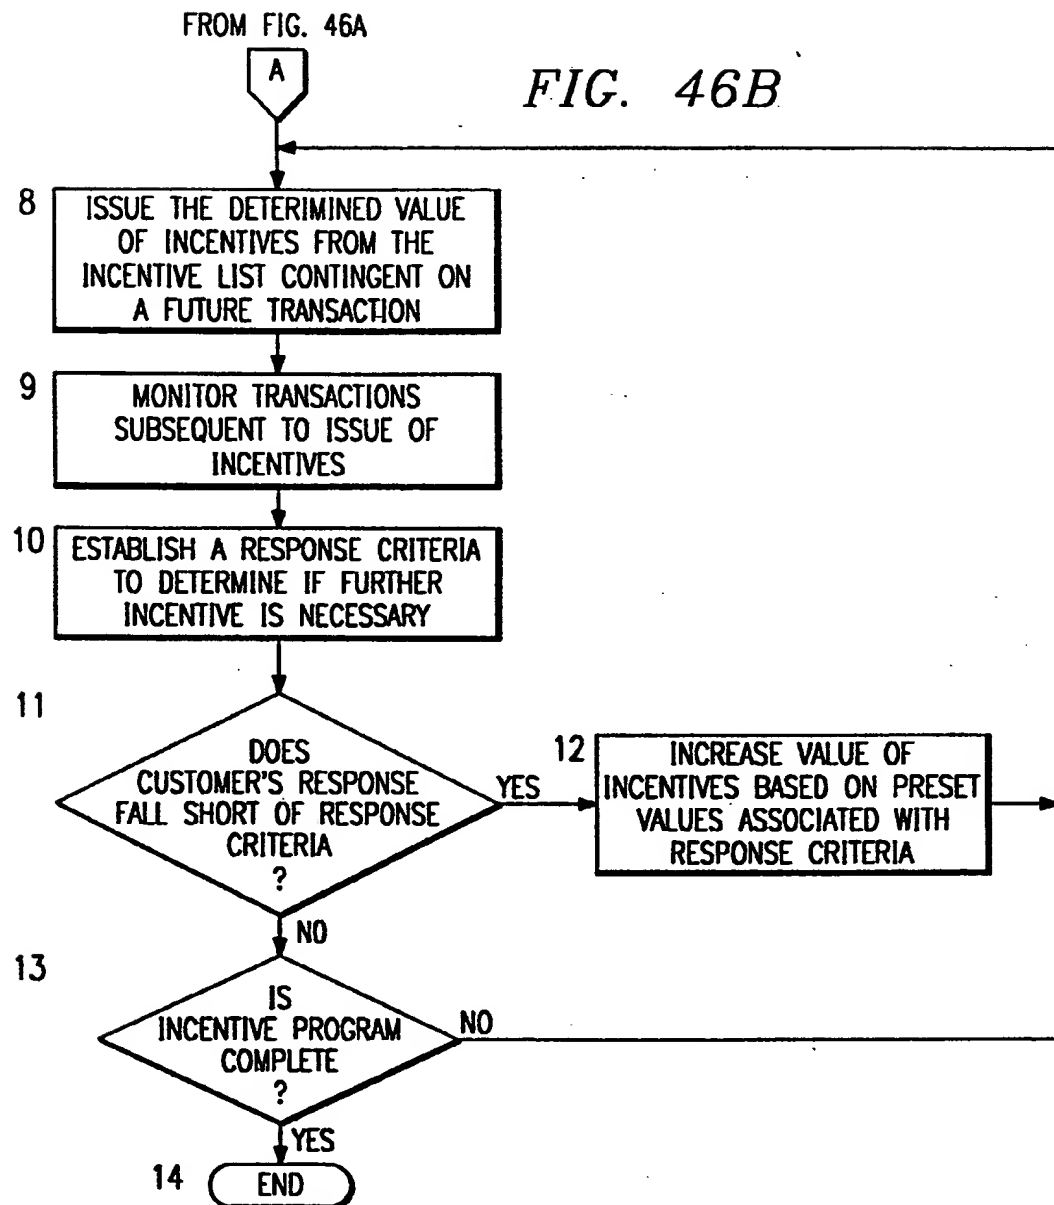 FROM FIG. 46A
A
FIG. 46B
8
ISSUE THE DETERIMINED VALUE
OF INCENTIVES FROM THE
INCENTIVE LIST CONTINGENT ON
A FUTURE TRANSACTION
9
MONITOR TRANSACTIONS
SUBSEQUENT TO ISSUE OF
INCENTIVES
10
ESTABLISH A RESPONSE CRITERIA
TO DETERMINE IF FURTHER
INCENTIVE IS NECESSARY
11
DOES
CUSTOMER'S RESPONSE
FALL SHORT OF RESPONSE
CRITERIA
?
YES
12
INCREASE VALUE OF
INCENTIVES BASED ON PRESET
VALUES ASSOCIATED WITH
RESPONSE CRITERIA
NO
13
IS
INCENTIVE PROGRAM
COMPLETE
?
NO
YES
14
END